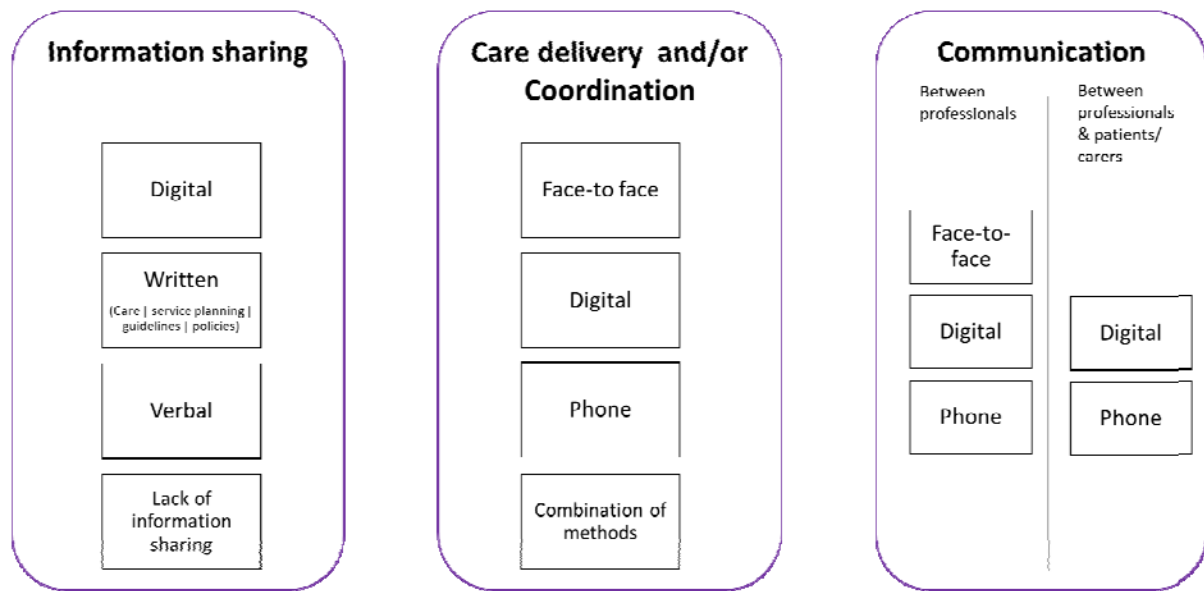 Information sharing
Digital
Written
(Care | service planning |
guidelines | policies)
Verbal
Lack of
information
sharing
Care delivery and/or
Coordination
Face-to face
Digital
Phone
Combination of
methods
Communication
Between
professionals
Face-to-
face
Digital
Phone
Between
professionals
& patients/
carers
Digital
Phone